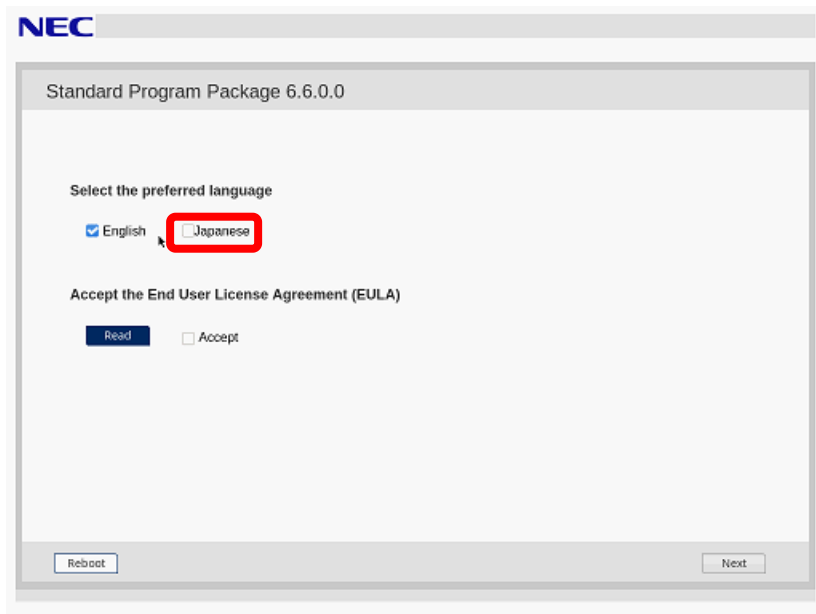 NEC
Standard Program Package 6.6.0.0
Select the preferred language
English Japanese
Accept the End User License Agreement (EULA)
Read Accept
Reboot Next